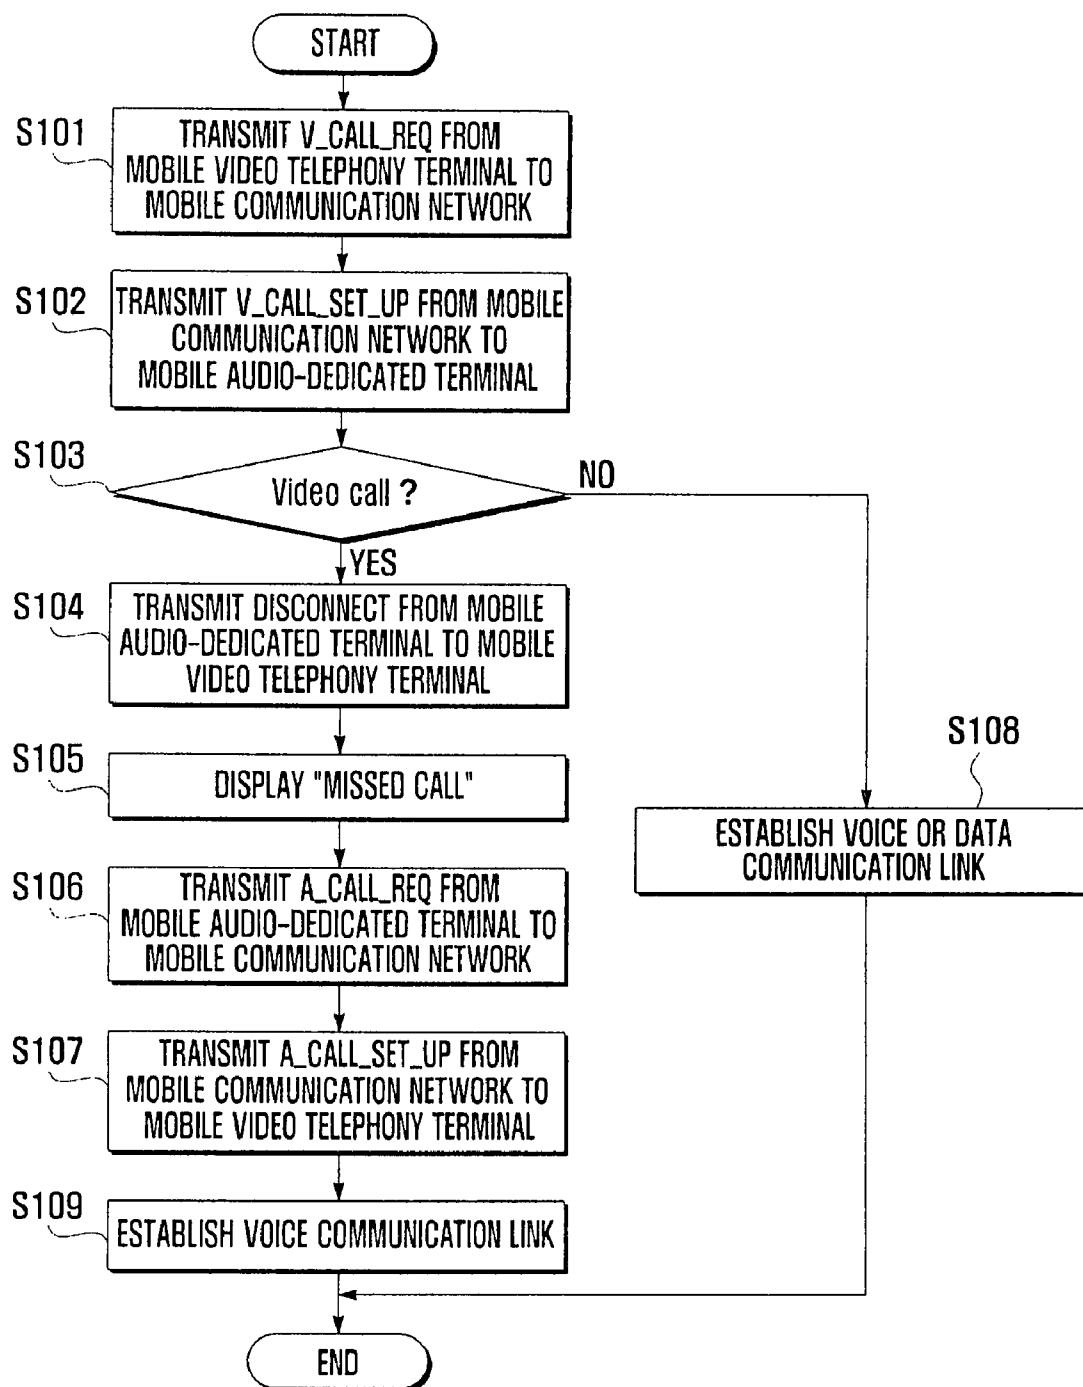 START
S101
TRANSMIT V_CALL_REQ FROM
MOBILE VIDEO TELEPHONY TERMINAL TO
MOBILE COMMUNICATION NETWORK
S102
TRANSMIT V_CALL_SET_UP FROM MOBILE
COMMUNICATION NETWORK TO
MOBILE AUDIO-DEDICATED TERMINAL
S103
Video call ?
NO
YES
S104
TRANSMIT DISCONNECT FROM MOBILE
AUDIO-DEDICATED TERMINAL TO MOBILE
VIDEO TELEPHONY TERMINAL
S105
DISPLAY "MISSED CALL"
S108
ESTABLISH VOICE OR DATA
COMMUNICATION LINK
S106
TRANSMIT A_CALL_REQ FROM
MOBILE AUDIO-DEDICATED TERMINAL TO
MOBILE COMMUNICATION NETWORK
S107
TRANSMIT A_CALL_SET_UP FROM
MOBILE COMMUNICATION NETWORK TO
MOBILE VIDEO TELEPHONY TERMINAL
S109
ESTABLISH VOICE COMMUNICATION LINK
END